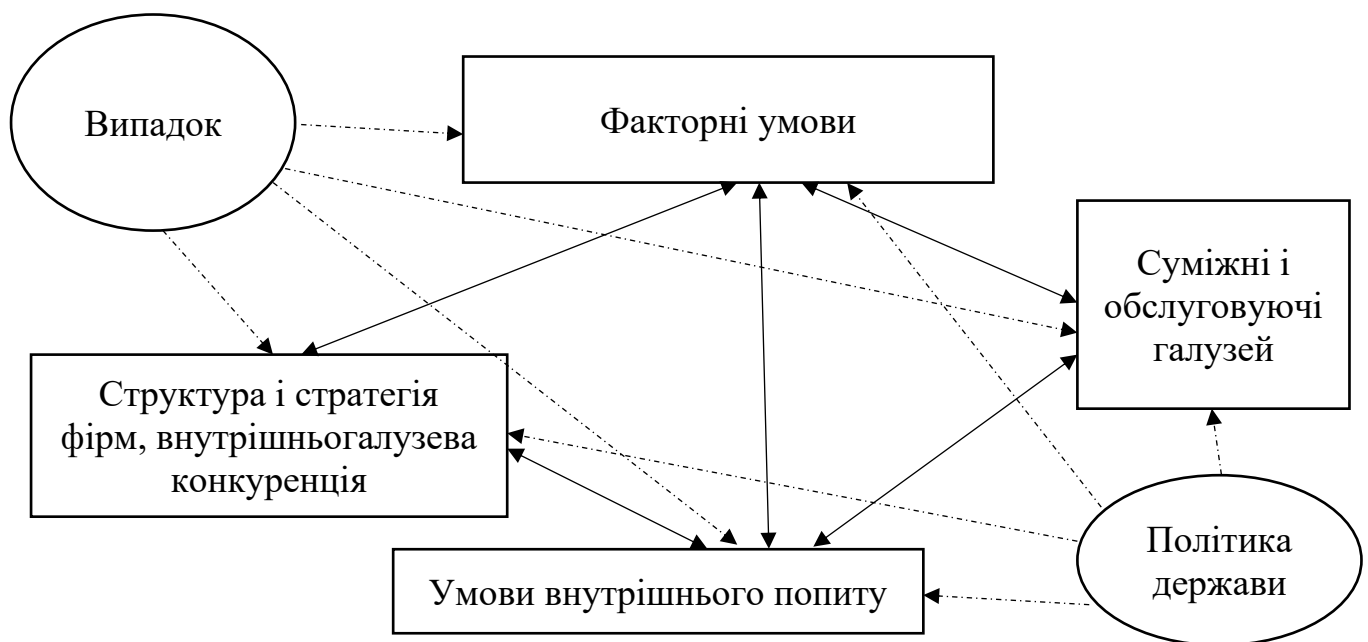 Випадок
Факторні умови
Суміжні і
обслуговуючі
галузей
Структура і стратегія
фірм, внутрішньогалузева
конкуренція
Політика
держави
Умови внутрішнього попиту